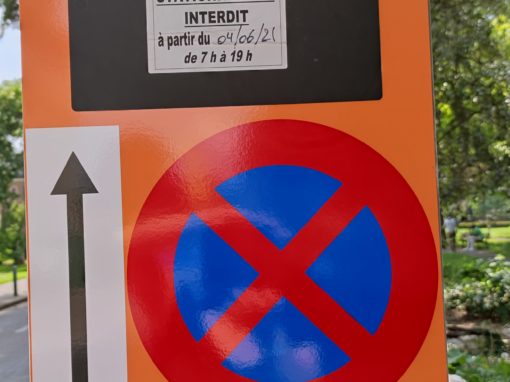 INTERDIT
à partir du 04/06/21
de 7 h à 19 h